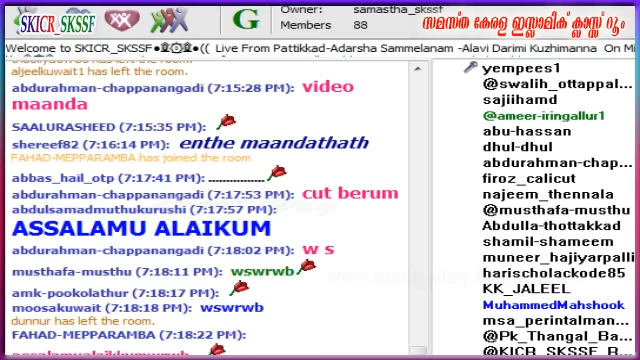 SKICR_SKSSF
G
Owner: samastha_skssf
Members 88
സമസ്ത കേരള ഇസ്ലാമിക് ക്ലാസ്സ് റൂം
Welcome to SKICR_SKSSF●۩۞۩●(( Live From Pattikkad-Adarsha Sammelanam -Alavi Darimi Kuzhimanna On Mi
aljeelkuwait1 has left the room.
abdurahman-chappanangadi (7:15:28 PM): video
maanda
SAALURASHEED (7:15:35 PM):
shereef82 (7:16:14 PM): enthe maandathath
FAHAD-MEPPARAMBA has joined the room
abbas_hail_otp (7:17:41 PM): ................
abdurahman-chappanangadi (7:17:53 PM): cut berum
abdulsamadmuthukurushi (7:17:57 PM):
ASSALAMU ALAIKUM
abdurahman-chappanangadi (7:18:02 PM): w s
musthafa-musthu (7:18:11 PM): wswrwb
amk-pookolathur (7:18:17 PM):
moosakuwait (7:18:18 PM): wswrwb
dunnur has left the room.
FAHAD-MEPPARAMBA (7:18:22 PM):
assalamualaikkumwrwb
yempees1
@swalih_ottappal...
sajiihamd
@ameer-iringallur1
abu-hassan
dhul-dhul
abdurahman-chap...
firoz_calicut
najeem_thennala
@musthafa-musthu
Abdulla-thottakkad
shamil-shameem
muneer_hajiyarpalli
harischolackode85
KK_JALEEL
MuhammedMahshook
msa_perintalman...
@Pk_Thangal_Ba...
@KICR_SKSSF_R...